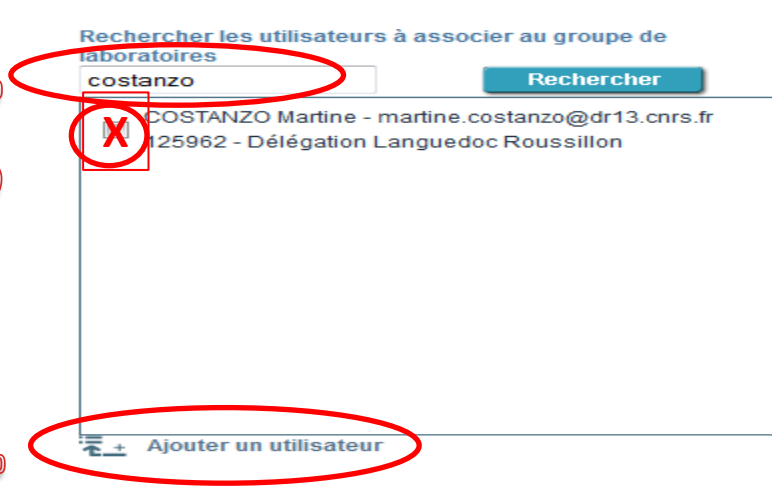 Rechercher les utilisateurs à associer au groupe de
laboratoires
costanzo
Rechercher
X
COSTANZO Martine - martine.costanzo@dr13.cnrs.fr
125962 - Délégation Languedoc Roussillon
+ Ajouter un utilisateur